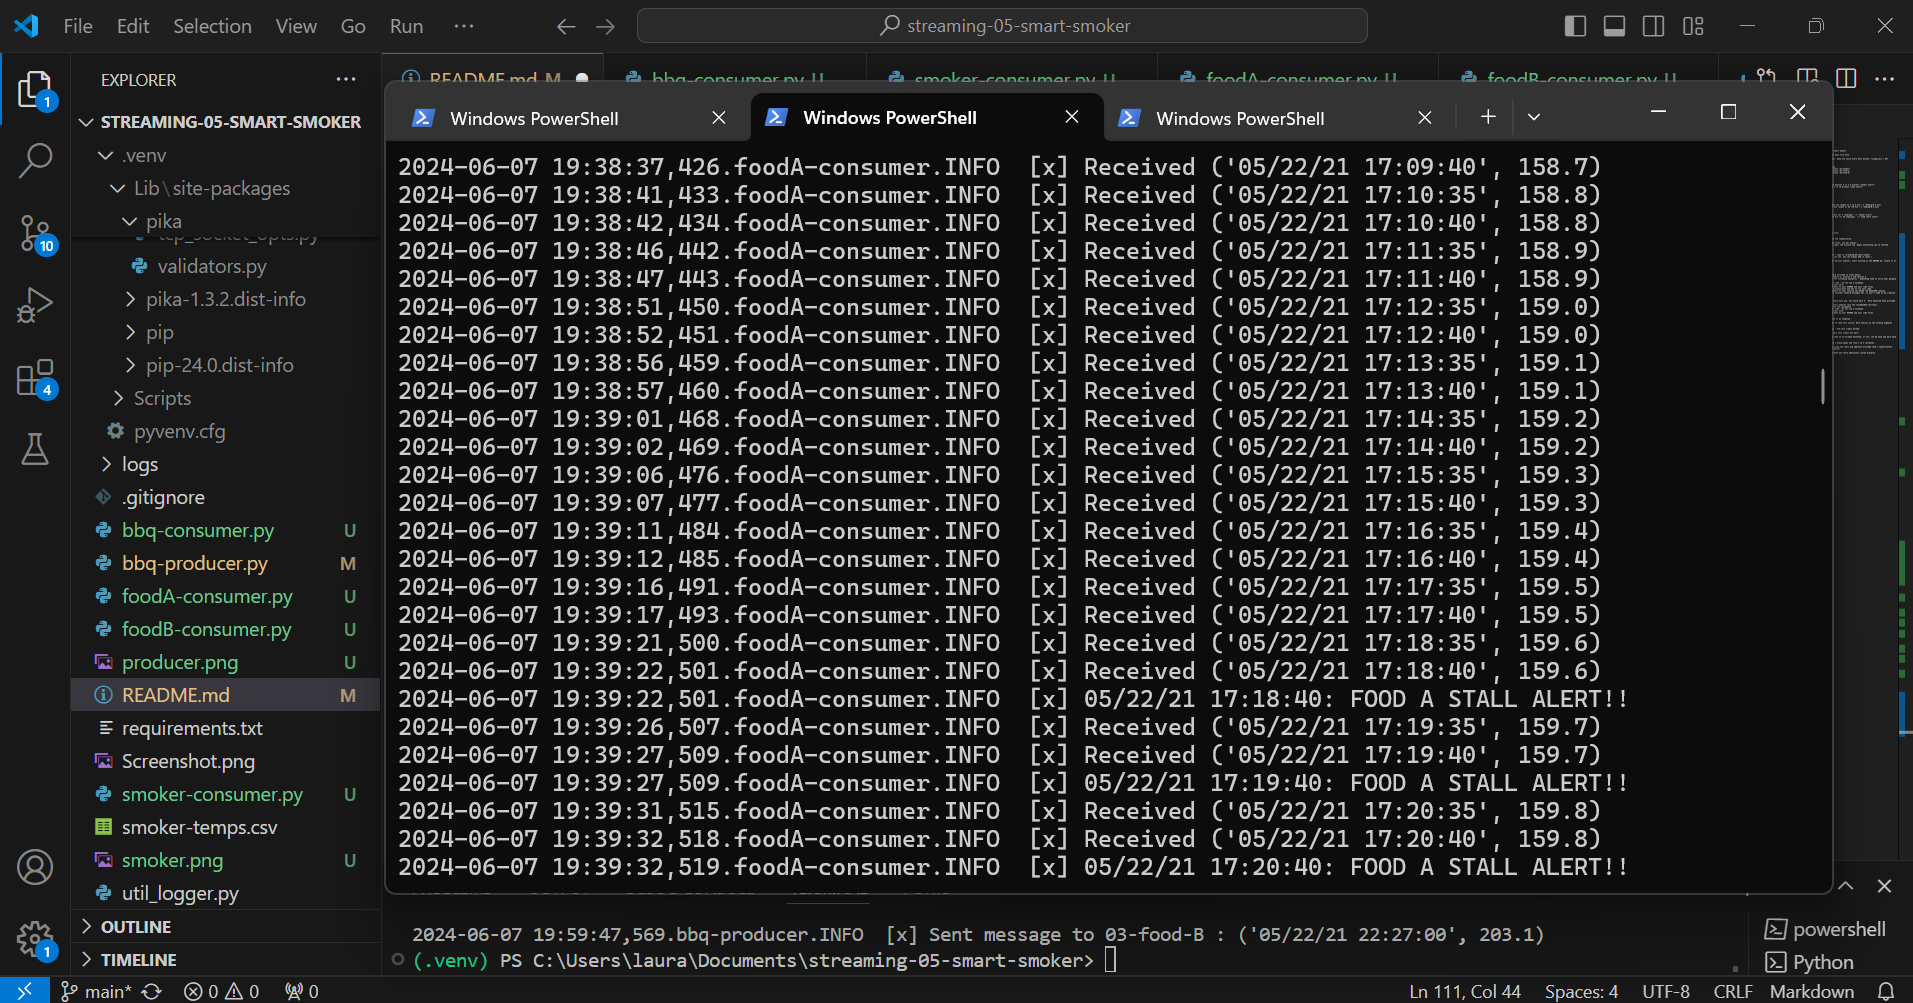 File Edit Selection View Go Run ···
streaming-05-smart-smoker
EXPLORER
README.md M
bbq-consumer.py U
smoker-consumer.py U
foodA-consumer.py U
foodB-consumer.py U
STREAMING-05-SMART-SMOKER
.venv
Lib\site-packages
pika
tcp_socket_opts.py
validators.py
pika-1.3.2.dist-info
pip
pip-24.0.dist-info
Scripts
pyvenv.cfg
logs
.gitignore
bbq-consumer.py U
bbq-producer.py M
foodA-consumer.py U
foodB-consumer.py U
producer.png U
README.md M
requirements.txt
Screenshot.png
smoker-consumer.py U
smoker-temps.csv
smoker.png U
util_logger.py
OUTLINE
TIMELINE
1
10
4
1
Windows PowerShell
Windows PowerShell
Windows PowerShell
2024-06-07 19:38:37,426.foodA-consumer.INFO [x] Received ('05/22/21 17:09:40', 158.7)
2024-06-07 19:38:41,433.foodA-consumer.INFO [x] Received ('05/22/21 17:10:35', 158.8)
2024-06-07 19:38:42,434.foodA-consumer.INFO [x] Received ('05/22/21 17:10:40', 158.8)
2024-06-07 19:38:46,442.foodA-consumer.INFO [x] Received ('05/22/21 17:11:35', 158.9)
2024-06-07 19:38:47,443.foodA-consumer.INFO [x] Received ('05/22/21 17:11:40', 158.9)
2024-06-07 19:38:51,450.foodA-consumer.INFO [x] Received ('05/22/21 17:12:35', 159.0)
2024-06-07 19:38:52,451.foodA-consumer.INFO [x] Received ('05/22/21 17:12:40', 159.0)
2024-06-07 19:38:56,459.foodA-consumer.INFO [x] Received ('05/22/21 17:13:35', 159.1)
2024-06-07 19:38:57,460.foodA-consumer.INFO [x] Received ('05/22/21 17:13:40', 159.1)
2024-06-07 19:39:01,468.foodA-consumer.INFO [x] Received ('05/22/21 17:14:35', 159.2)
2024-06-07 19:39:02,469.foodA-consumer.INFO [x] Received ('05/22/21 17:14:40', 159.2)
2024-06-07 19:39:06,476.foodA-consumer.INFO [x] Received ('05/22/21 17:15:35', 159.3)
2024-06-07 19:39:07,477.foodA-consumer.INFO [x] Received ('05/22/21 17:15:40', 159.3)
2024-06-07 19:39:11,484.foodA-consumer.INFO [x] Received ('05/22/21 17:16:35', 159.4)
2024-06-07 19:39:12,485.foodA-consumer.INFO [x] Received ('05/22/21 17:16:40', 159.4)
2024-06-07 19:39:16,491.foodA-consumer.INFO [x] Received ('05/22/21 17:17:35', 159.5)
2024-06-07 19:39:17,493.foodA-consumer.INFO [x] Received ('05/22/21 17:17:40', 159.5)
2024-06-07 19:39:21,500.foodA-consumer.INFO [x] Received ('05/22/21 17:18:35', 159.6)
2024-06-07 19:39:22,501.foodA-consumer.INFO [x] Received ('05/22/21 17:18:40', 159.6)
2024-06-07 19:39:22,501.foodA-consumer.INFO [x] 05/22/21 17:18:40: FOOD A STALL ALERT!!
2024-06-07 19:39:26,507.foodA-consumer.INFO [x] Received ('05/22/21 17:19:35', 159.7)
2024-06-07 19:39:27,509.foodA-consumer.INFO [x] Received ('05/22/21 17:19:40', 159.7)
2024-06-07 19:39:27,509.foodA-consumer.INFO [x] 05/22/21 17:19:40: FOOD A STALL ALERT!!
2024-06-07 19:39:31,515.foodA-consumer.INFO [x] Received ('05/22/21 17:20:35', 159.8)
2024-06-07 19:39:32,518.foodA-consumer.INFO [x] Received ('05/22/21 17:20:40', 159.8)
2024-06-07 19:39:32,519.foodA-consumer.INFO [x] 05/22/21 17:20:40: FOOD A STALL ALERT!!
2024-06-07 19:59:47,569.bbq-producer.INFO [x] Sent message to 03-food-B : ('05/22/21 22:27:00', 203.1)
(.venv) PS C:\Users\laura\Documents\streaming-05-smart-smoker>
powershell
Python
main* 0 0 0
Ln 111, Col 44 Spaces: 4 UTF-8 CRLF Markdown